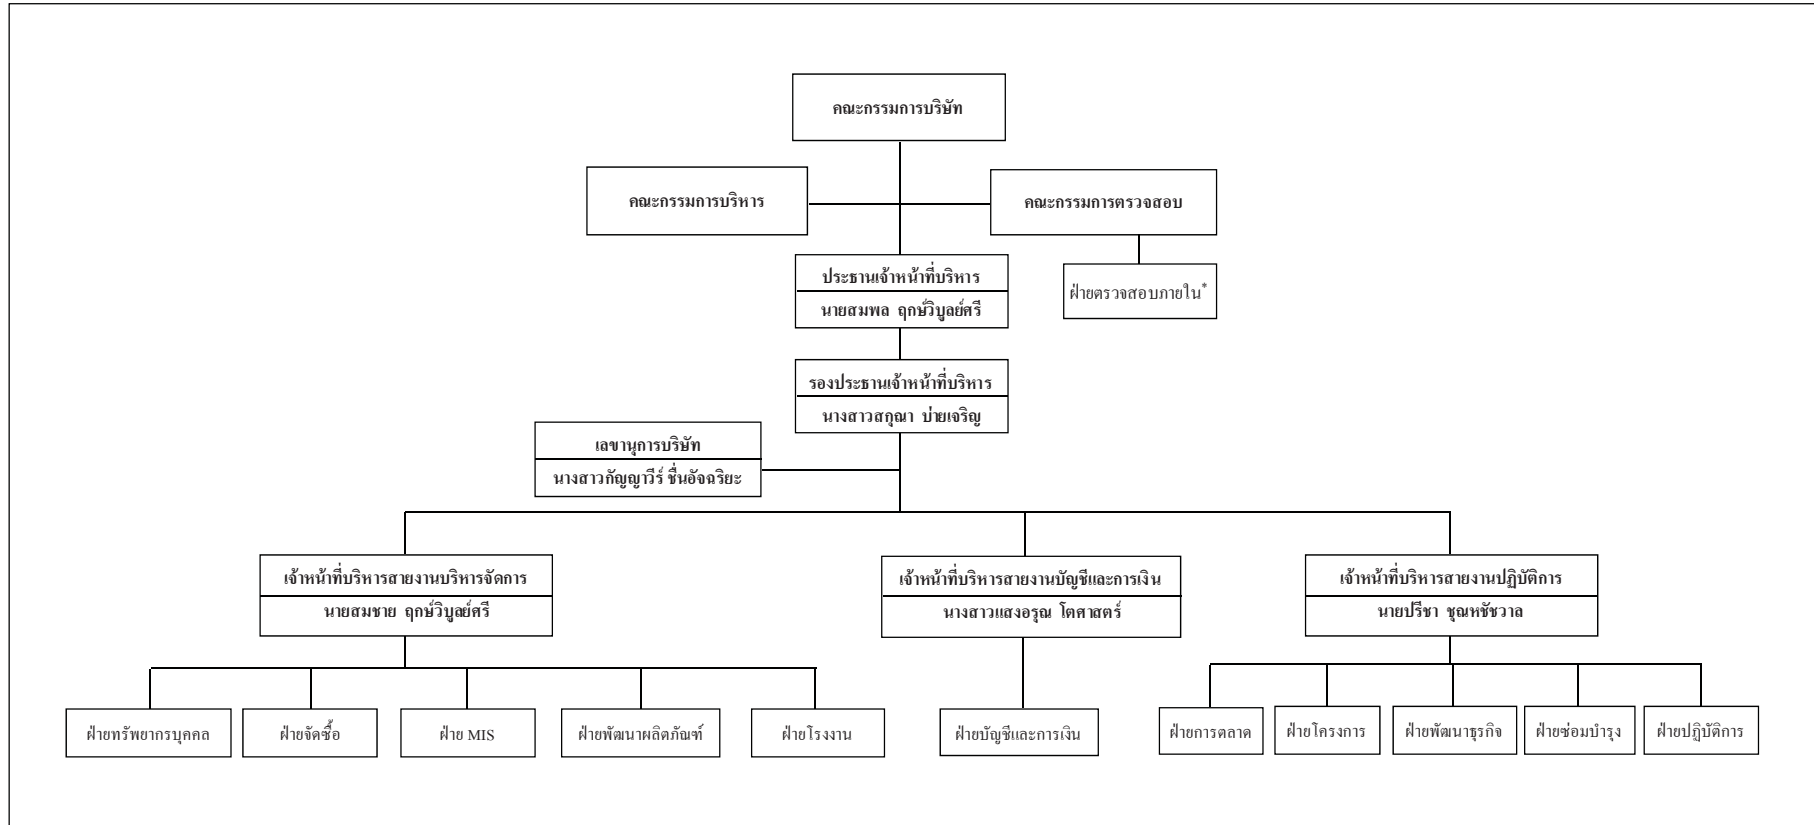 คณะกรรมการบริษัท
คณะกรรมการบริหาร
คณะกรรมการตรวจสอบ
ประธานเจ้าหน้าที่บริหาร
นายสมพล ฤกษ์วิบูลย์ศรี
ฝ่ายตรวจสอบภายใน*
รองประธานเจ้าหน้าที่บริหาร
นางสาวสกุณา บ่ายเจริญ
เลขานุการบริษัท
นางสาวกัญญาวีร์ ชื่นอัจฉริยะ
เจ้าหน้าที่บริหารสายงานบริหารจัดการ
นายสมชาย ฤกษ์วิบูลย์ศรี
เจ้าหน้าที่บริหารสายงานบัญชีและการเงิน
นางสาวแสงอรุณ โตศาสตร์
เจ้าหน้าที่บริหารสายงานปฏิบัติการ
นายปรีชา ชุณหชัชวาล
ฝ่ายทรัพยากรบุคคล
ฝ่ายจัดซื้อ
ฝ่าย MIS
ฝ่ายพัฒนาผลิตภัณฑ์
ฝ่ายโรงงาน
ฝ่ายบัญชีและการเงิน
ฝ่ายการตลาด
ฝ่ายโครงการ
ฝ่ายพัฒนาธุรกิจ
ฝ่ายซ่อมบำรุง
ฝ่ายปฏิบัติการ